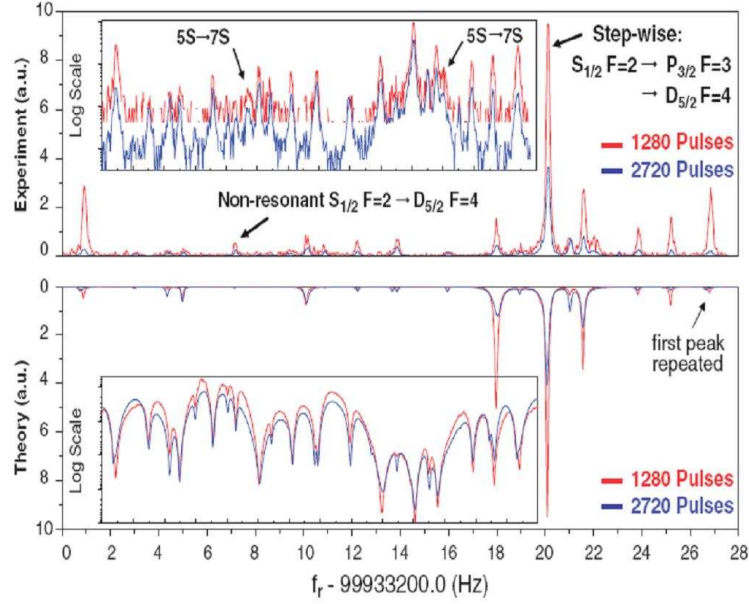 10
8
6
4
2
0
Experiment (a.u.)
Log Scale
5S→7S
5S→7S
Step-wise:
S1/2 F=2 → P3/2 F=3
→ D5/2 F=4
1280 Pulses
2720 Pulses
Non-resonant S1/2 F=2 → D5/2 F=4
0
2
4
6
8
10
Theory (a.u.)
Log Scale
first peak
repeated
1280 Pulses
2720 Pulses
0 2 4 6 8 10 12 14 16 18 20 22 24 26 28
fr - 99933200.0 (Hz)